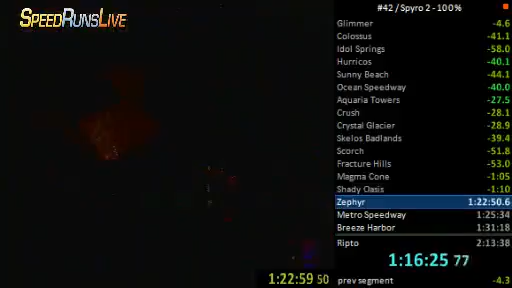 SPEEDRUNSLIVE
#42 / Spyro 2 - 100%
Glimmer -4.6
Colossus -41.1
Idol Springs -58.0
Hurricos -40.1
Sunny Beach -44.1
Ocean Speedway -40.0
Aquaria Towers -27.5
Crush -28.1
Crystal Glacier -28.9
Skelos Badlands -39.4
Scorch -51.8
Fracture Hills -53.0
Magma Cone -1:05
Shady Oasis -1:10
Zephyr 1:22:50.6
Metro Speedway 1:25:34
Breeze Harbor 1:31:18
Ripto 2:13:38
1:16:25 77
1:22:59 50
prev segment -4.3